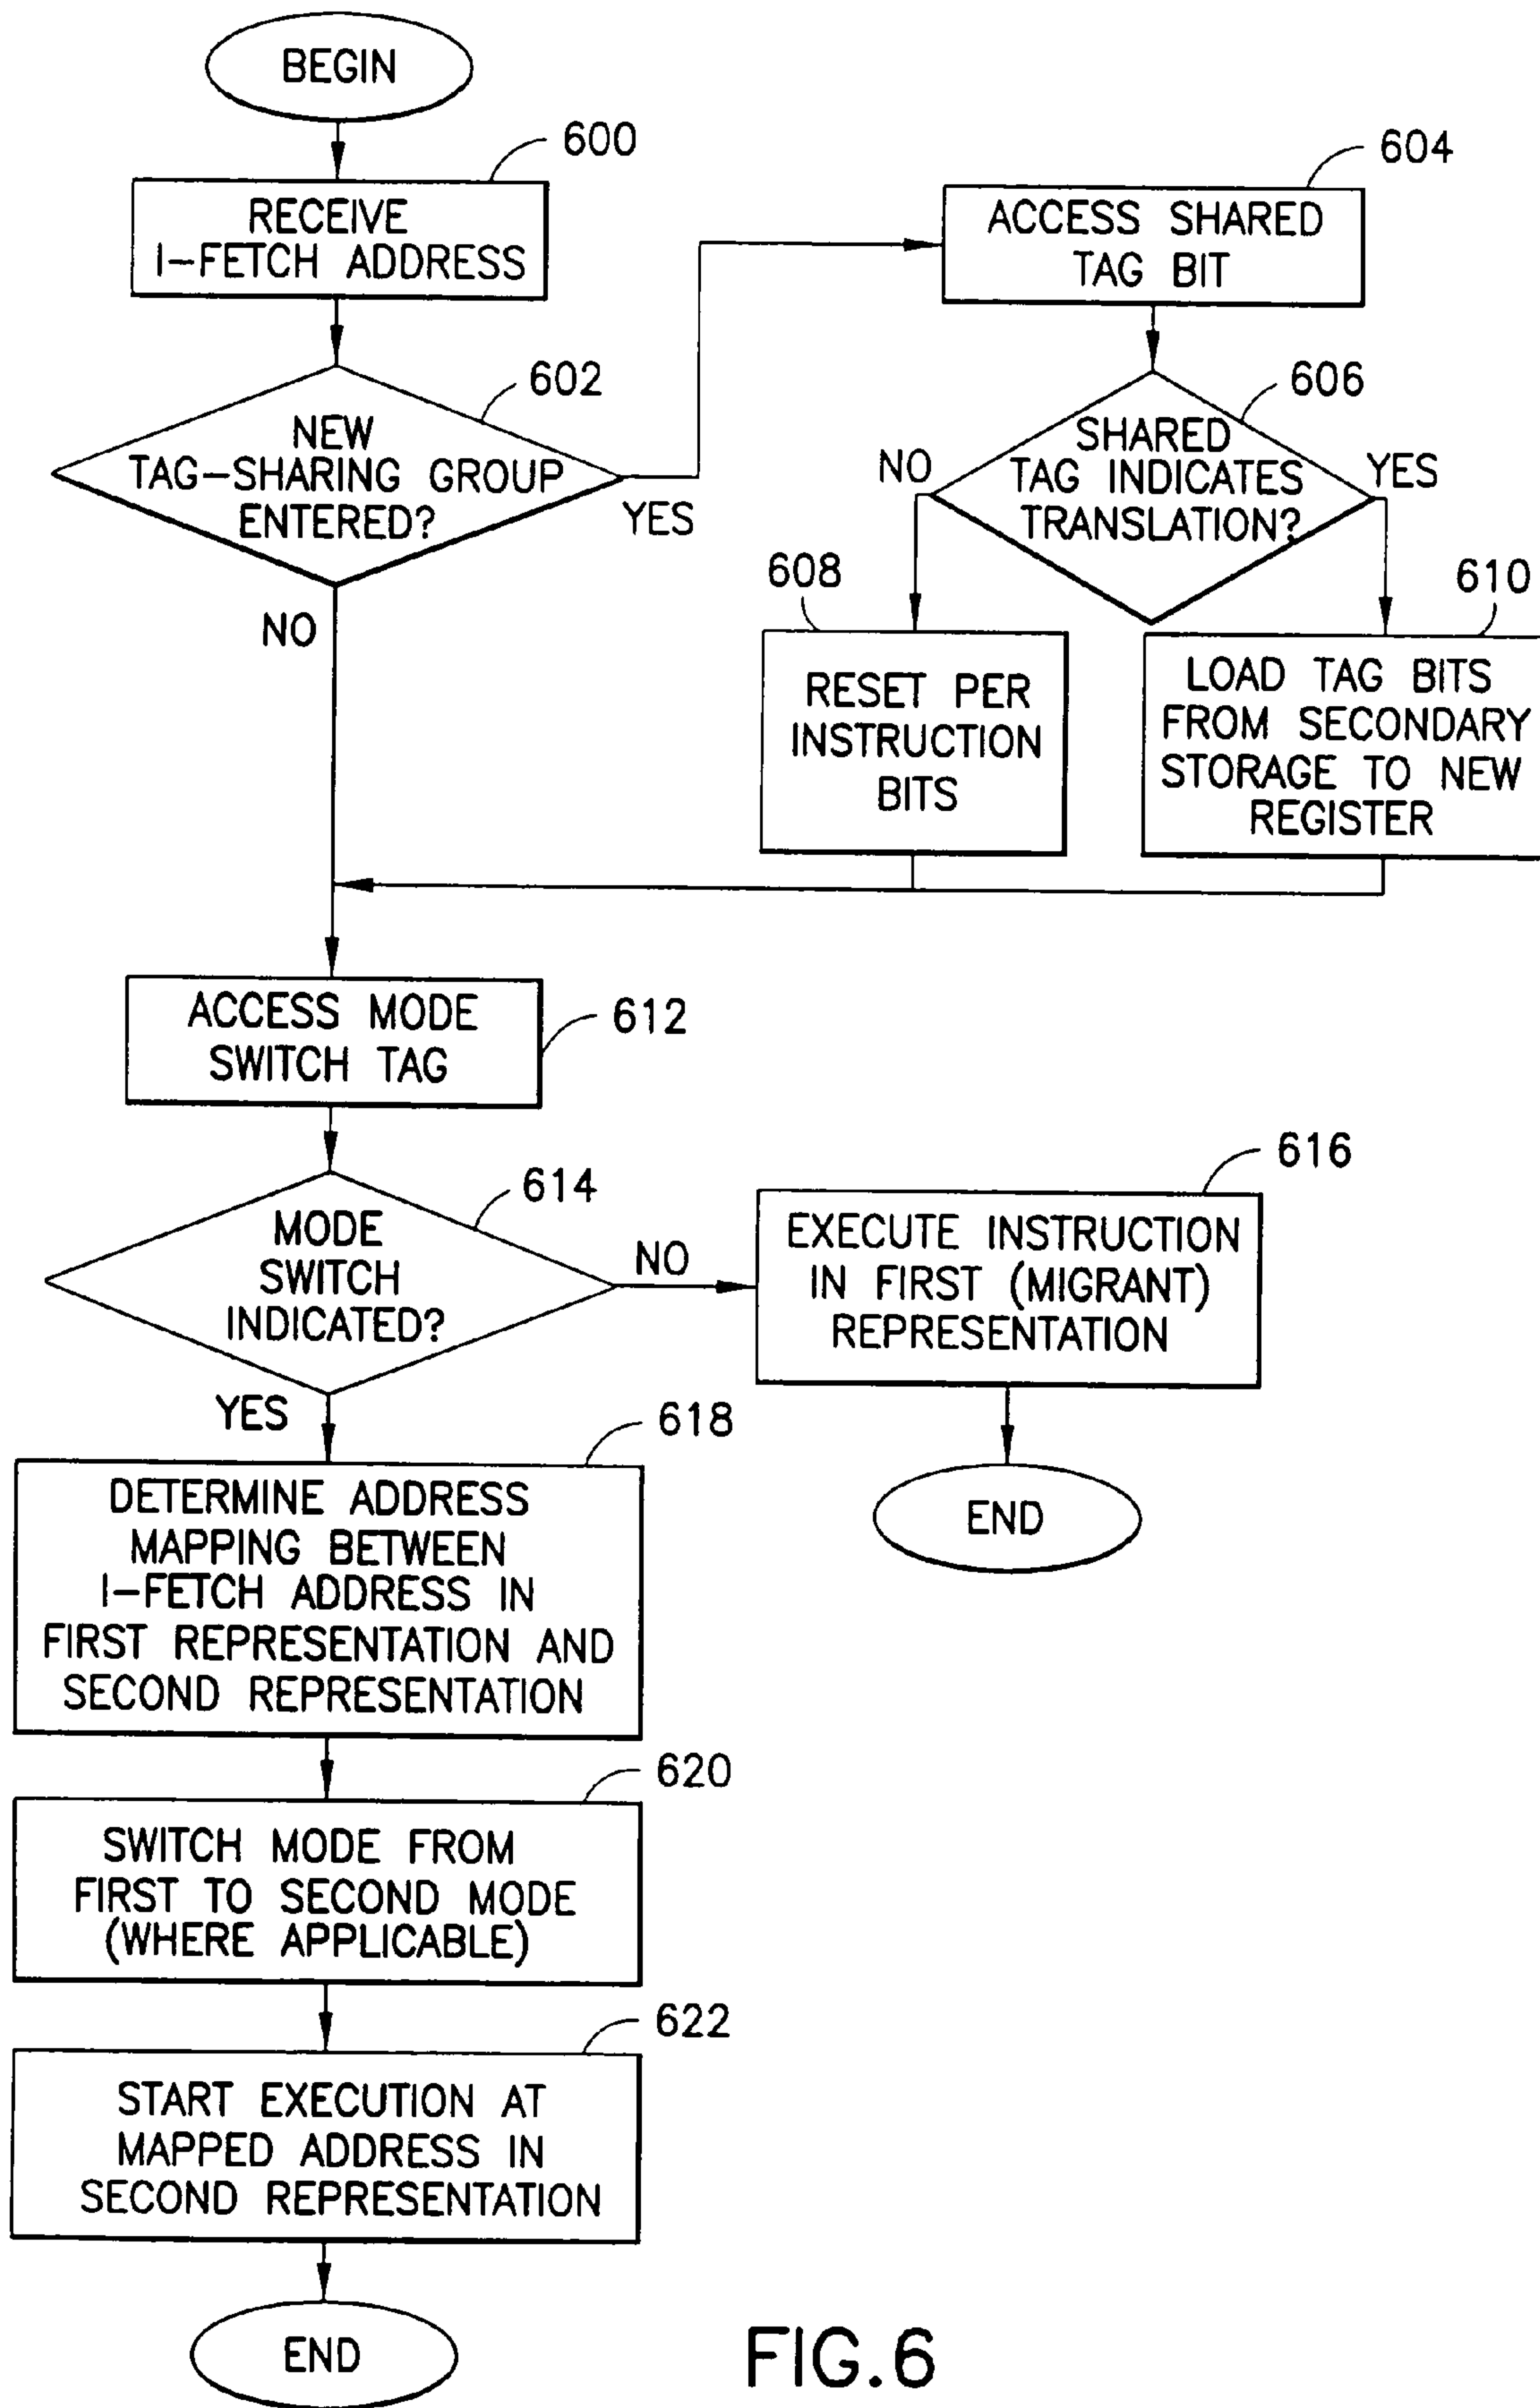 BEGIN
600
RECEIVE
I-FETCH ADDRESS
602
NEW
TAG-SHARING GROUP
ENTERED?
YES
NO
604
ACCESS SHARED
TAG BIT
606
SHARED
TAG INDICATES
TRANSLATION?
NO
YES
608
RESET PER
INSTRUCTION
BITS
610
LOAD TAG BITS
FROM SECONDARY
STORAGE TO NEW
REGISTER
ACCESS MODE
SWITCH TAG
612
614
MODE
SWITCH
INDICATED?
NO
YES
616
EXECUTE INSTRUCTION
IN FIRST (MIGRANT)
REPRESENTATION
END
618
DETERMINE ADDRESS
MAPPING BETWEEN
I-FETCH ADDRESS IN
FIRST REPRESENTATION AND
SECOND REPRESENTATION
620
SWITCH MODE FROM
FIRST TO SECOND MODE
(WHERE APPLICABLE)
622
START EXECUTION AT
MAPPED ADDRESS IN
SECOND REPRESENTATION
END
FIG.6